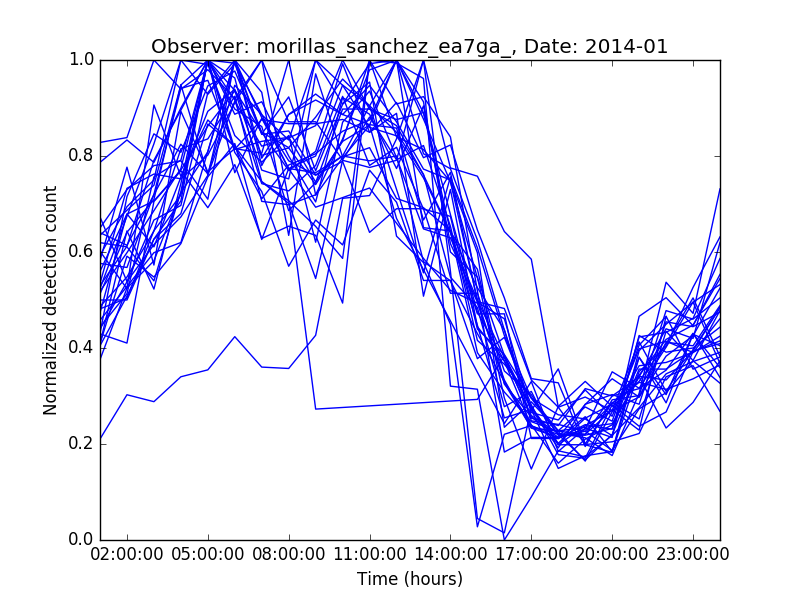 Observer: morillas_sanchez_ea7ga_, Date: 2014-01
Normalized detection count
1.0
0.8
0.6
0.4
0.2
0.0
02:00:00 05:00:00 08:00:00 11:00:00 14:00:00 17:00:00 20:00:00 23:00:00
Time (hours)